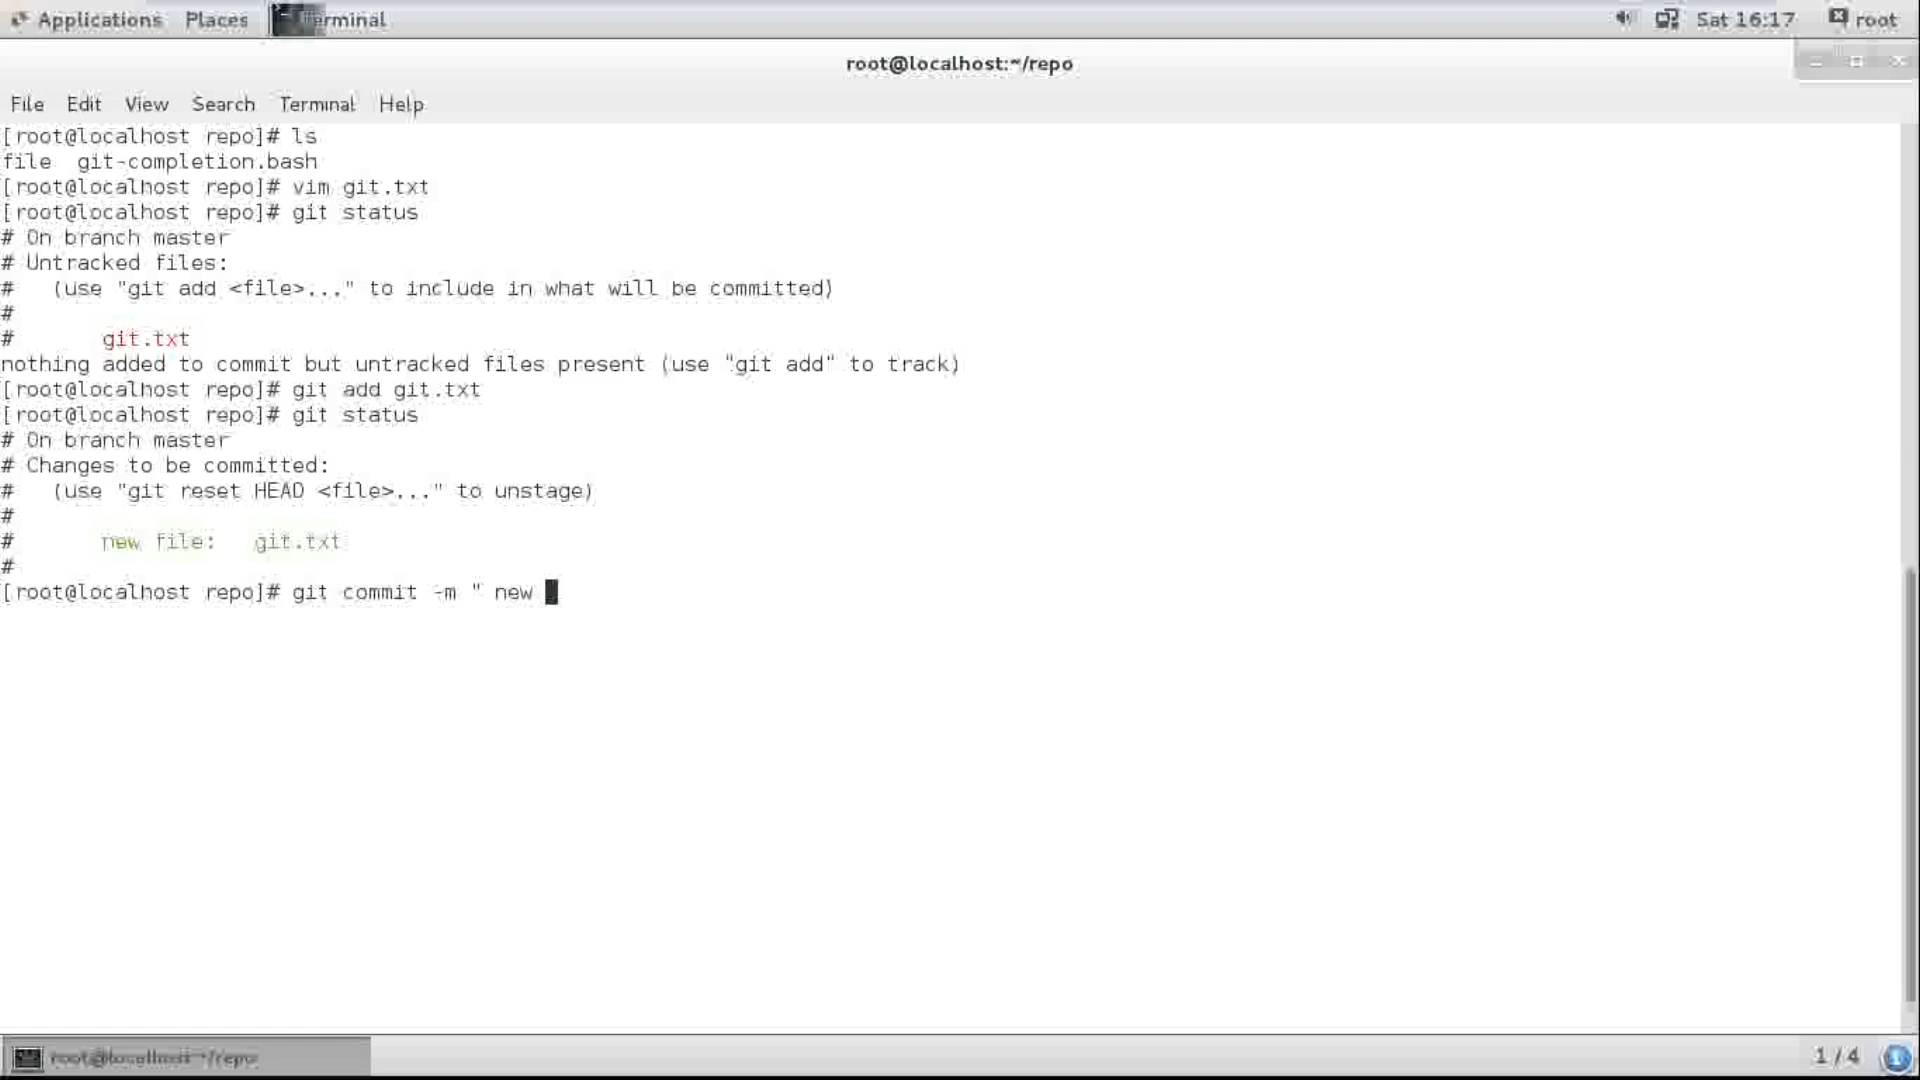 Applications Places Terminal Sat 16:17 root
root@localhost:~/repo
File Edit View Search Terminal Help
[root@localhost repo]# ls
file  git-completion.bash
[root@localhost repo]# vim git.txt
[root@localhost repo]# git status
# On branch master
# Untracked files:
#   (use "git add <file>..." to include in what will be committed)
#
#       git.txt
nothing added to commit but untracked files present (use "git add" to track)
[root@localhost repo]# git add git.txt
[root@localhost repo]# git status
# On branch master
# Changes to be committed:
#   (use "git reset HEAD <file>..." to unstage)
#
#       new file:   git.txt
#
[root@localhost repo]# git commit -m " new
root@localhost:~/repo 1 / 4